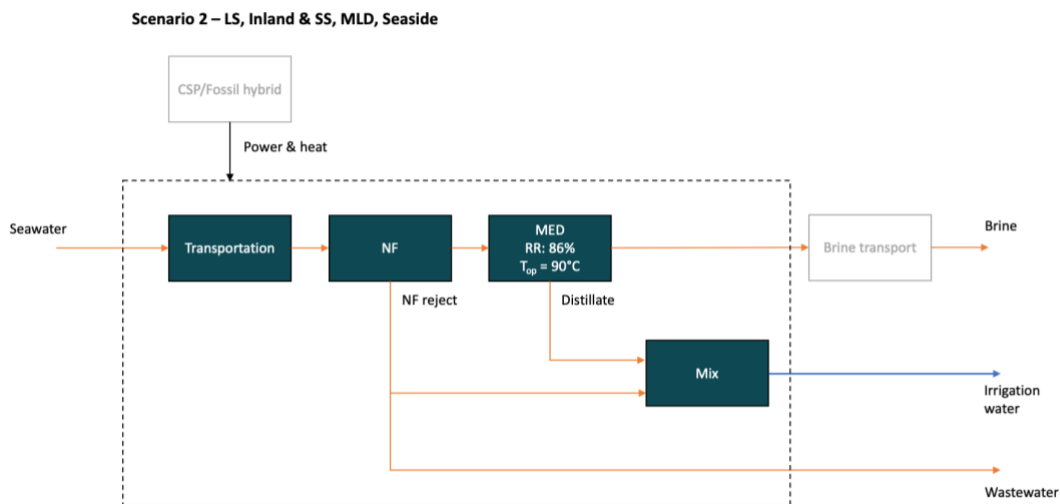 Scenario 2 – LS, Inland & SS, MLD, Seaside
CSP/Fossil hybrid
Power & heat
Seawater
Transportation
NF
MED
RR: 86%
Top = 90°C
Brine transport
Brine
NF reject
Distillate
Mix
Irrigation
water
Wastewater